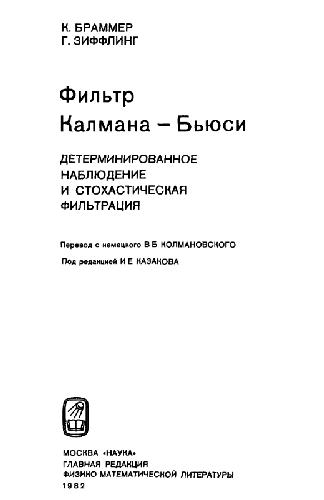 К. БРАММЕР
Г. ЗИФФЛИНГ
Фильтр
Калмана – Бьюси
ДЕТЕРМИНИРОВАННОЕ
НАБЛЮДЕНИЕ
И СТОХАСТИЧЕСКАЯ
ФИЛЬТРАЦИЯ
Перевод с немецкого В.Б. КОЛМАНОВСКОГО
Под редакцией И.Е. КАЗАКОВА
МОСКВА «НАУКА»
ГЛАВНАЯ РЕДАКЦИЯ
ФИЗИКО МАТЕМАТИЧЕСКОЙ ЛИТЕРАТУРЫ
1982